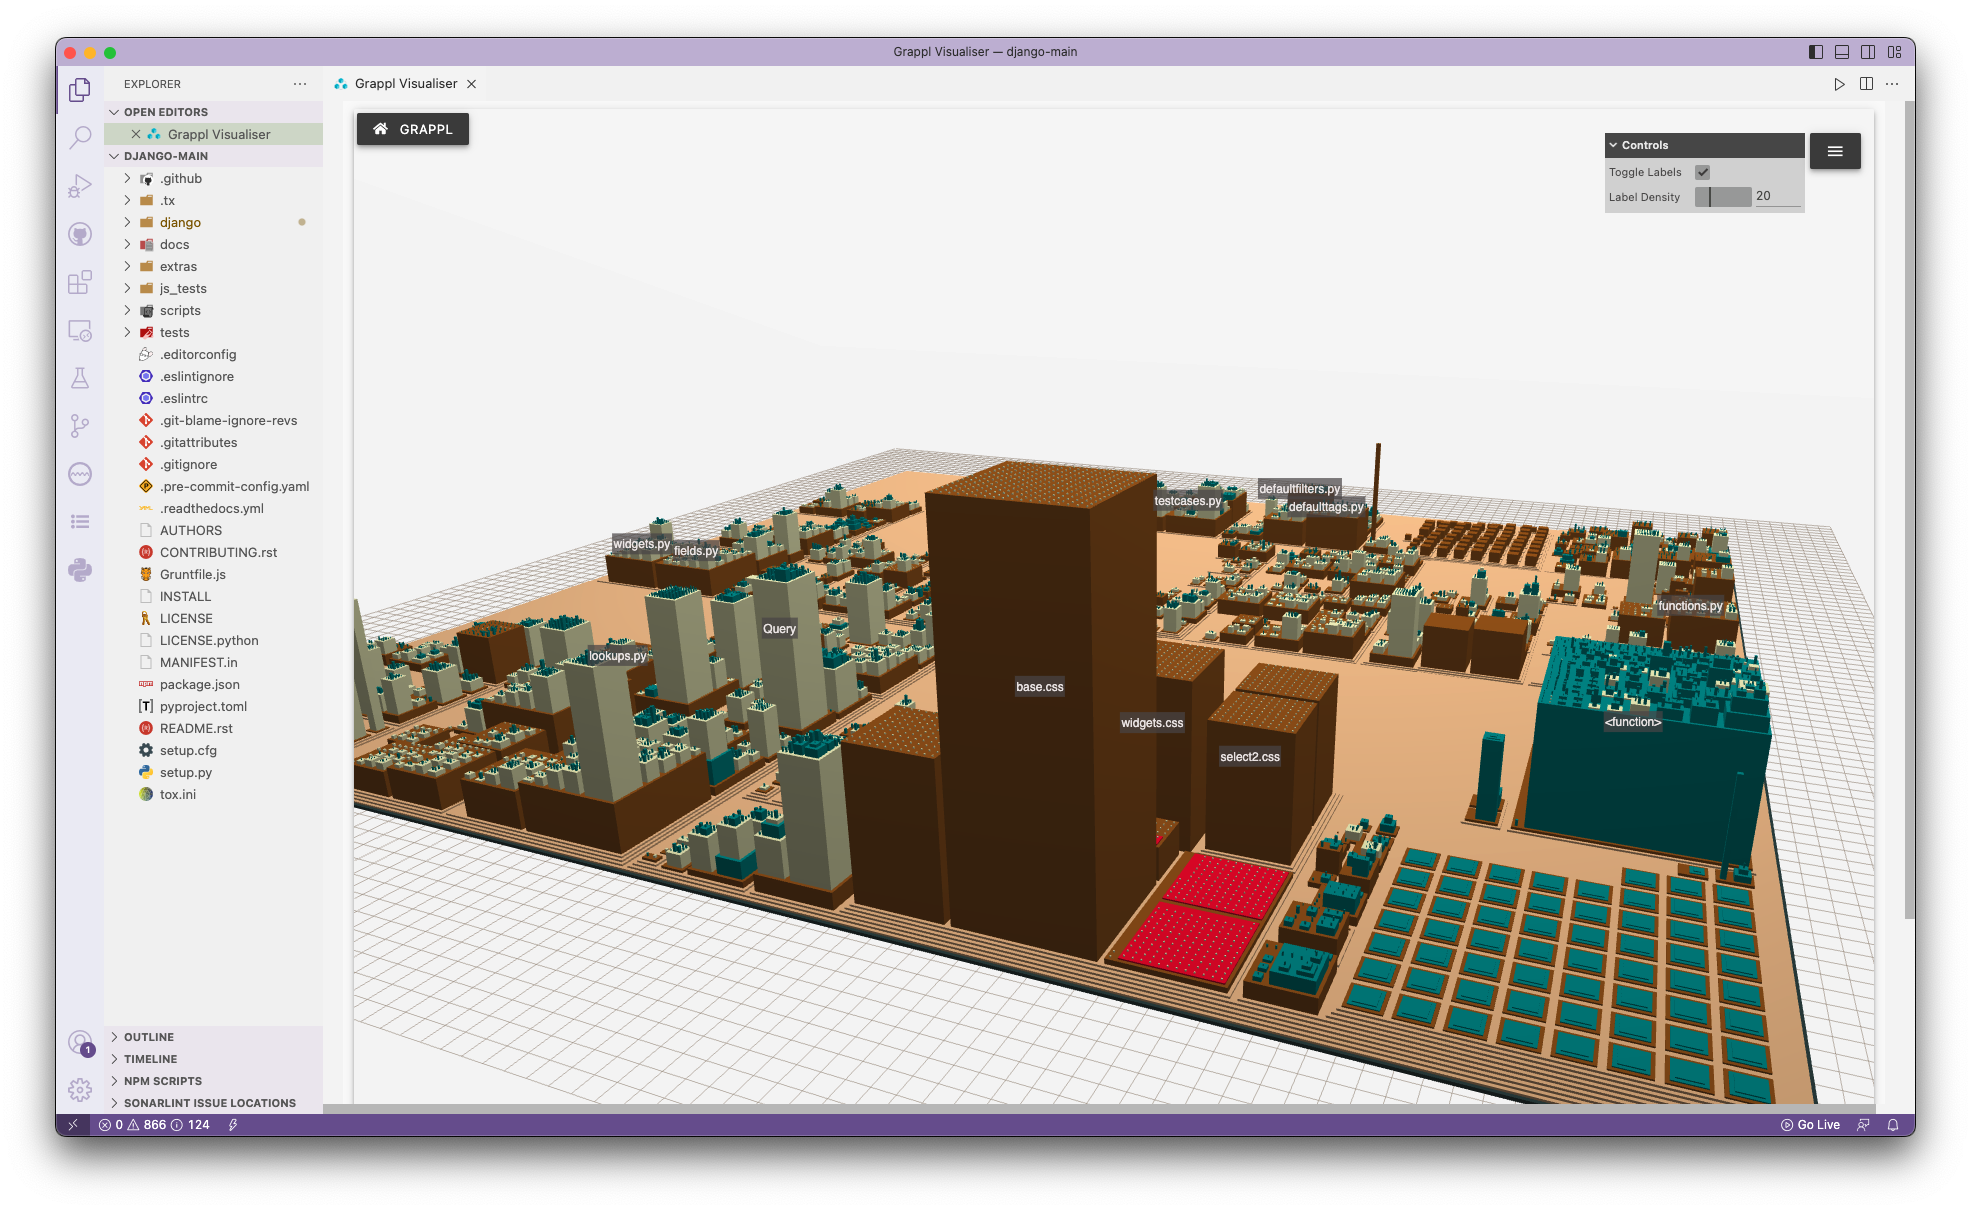 Grappl Visualiser — django-main
EXPLORER
Grappl Visualiser
OPEN EDITORS
Grappl Visualiser
DJANGO-MAIN
.github
.tx
django
docs
extras
js_tests
scripts
tests
.editorconfig
.eslintignore
.eslintrc
.git-blame-ignore-revs
.gitattributes
.gitignore
.pre-commit-config.yaml
.readthedocs.yml
AUTHORS
CONTRIBUTING.rst
Gruntfile.js
INSTALL
LICENSE
LICENSE.python
MANIFEST.in
package.json
pyproject.toml
README.rst
setup.cfg
setup.py
tox.ini
OUTLINE
TIMELINE
NPM SCRIPTS
SONARLINT ISSUE LOCATIONS
1
GRAPPL
Controls
Toggle Labels
Label Density 20
testcases.py
defaultfilters.py
defaulttags.py
widgets.py
fields.py
functions.py
Query
lookups.py
base.css
widgets.css
<function>
select2.css
0 866 124
Go Live